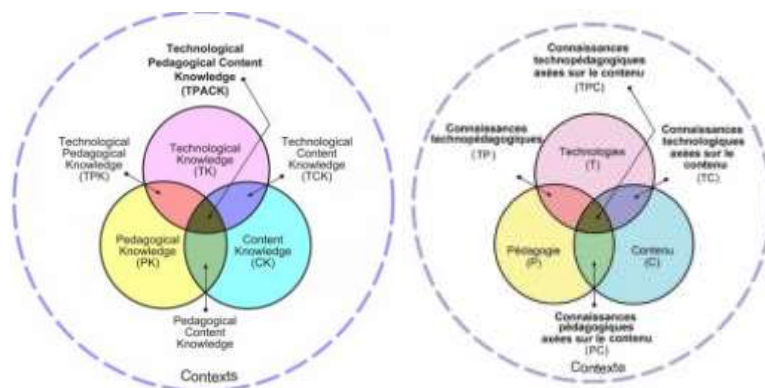 Technological
Pedagogical Content
Knowledge
(TPACK)
Technological
Pedagogical
Knowledge
(TPK)
Technological
Knowledge
(TK)
Technological
Content
Knowledge
(TCK)
Pedagogical
Knowledge
(PK)
Content
Knowledge
(CK)
Pedagogical
Content
Knowledge
Contexts
Connaissances
technopédagogiques
axées sur le contenu
(TPC)
Connaissances
technopédagogiques
(TP)
Technologies
(T)
Connaissances
technologiques
axées sur le
contenu
(TC)
Pédagogie
(P)
Contenu
(C)
Connaissances
pédagogiques
axées sur le contenu
(PC)
Contexte